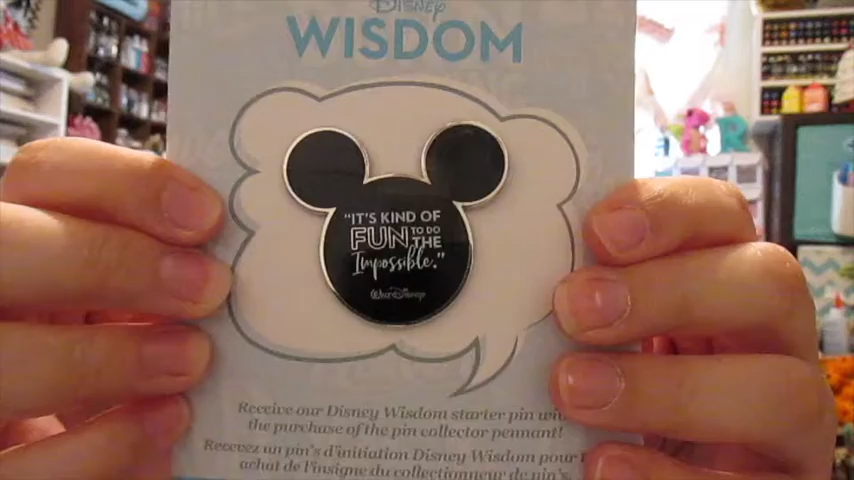 Disney
WISDOM
"IT'S KIND OF
FUN TO DO
THE
Impossible."
Walt Disney
Receive our Disney Wisdom starter pin with
the purchase of the pin collector pennant!
Recevez un pin's d'initiation Disney Wisdom pour
achat de l'insigne du collectionneur de pin's.